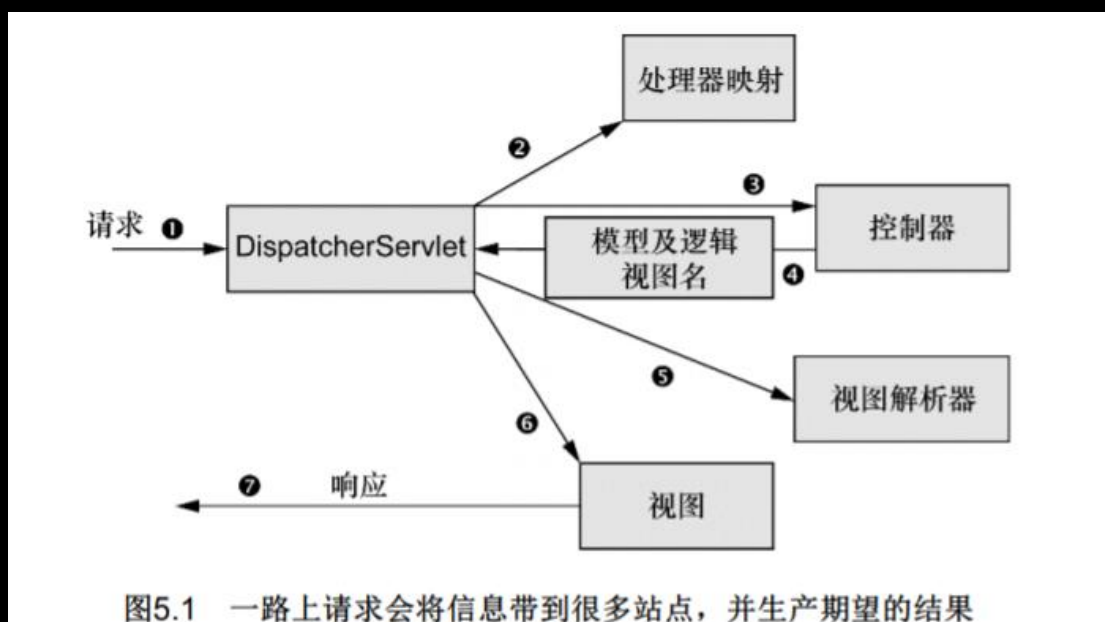 处理器映射
❷
❸
请求 ❶
DispatcherServlet
模型及逻辑
视图名
控制器
❹
❺
视图解析器
❻
❼ 响应
视图
图5.1 一路上请求会将信息带到很多站点，并生产期望的结果